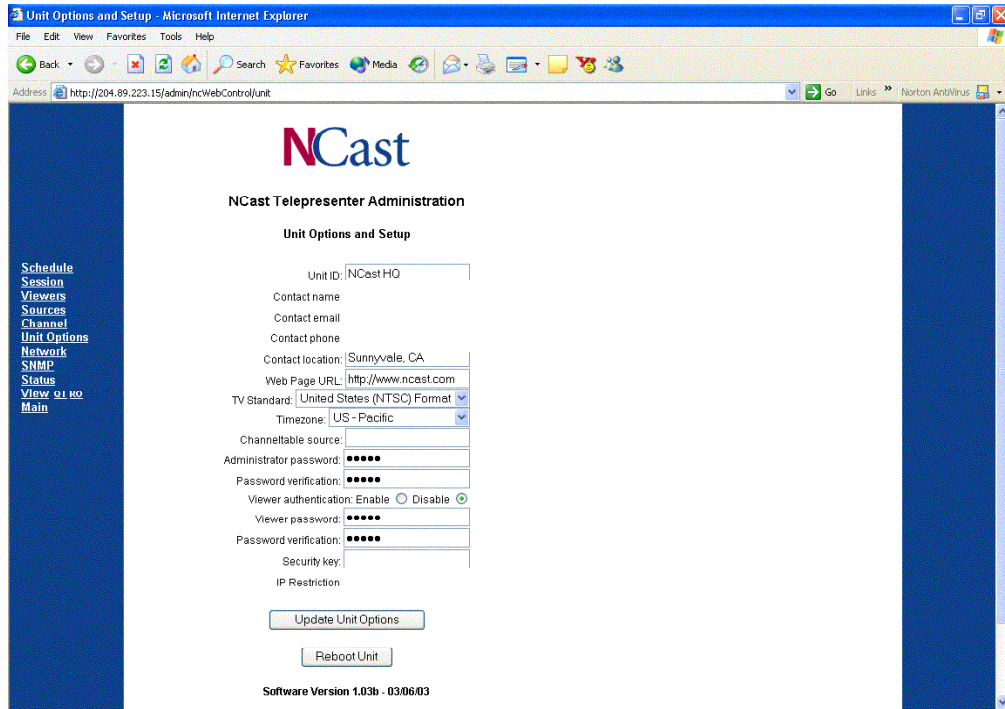 Unit Options and Setup - Microsoft Internet Explorer
File Edit View Favorites Tools Help
Back Search Favorites Media
Address http://204.89.223.15/admin/ncWebControl/unit Go Links » Norton AntiVirus
NCast
NCast Telepresenter Administration
Unit Options and Setup
Schedule
Session
Viewers
Sources
Channel
Unit Options
Network
SNMP
Status
View
Main
Unit ID: NCast HQ
Contact name
Contact email
Contact phone
Contact location: Sunnyvale, CA
Web Page URL: http://www.ncast.com
TV Standard: United States (NTSC) Format
Timezone: US - Pacific
Channeltable source:
Administrator password: •••••
Password verification: •••••
Viewer authentication: Enable Disable
Viewer password: •••••
Password verification: •••••
Security key:
IP Restriction
Update Unit Options
Reboot Unit
Software Version 1.03b - 03/06/03